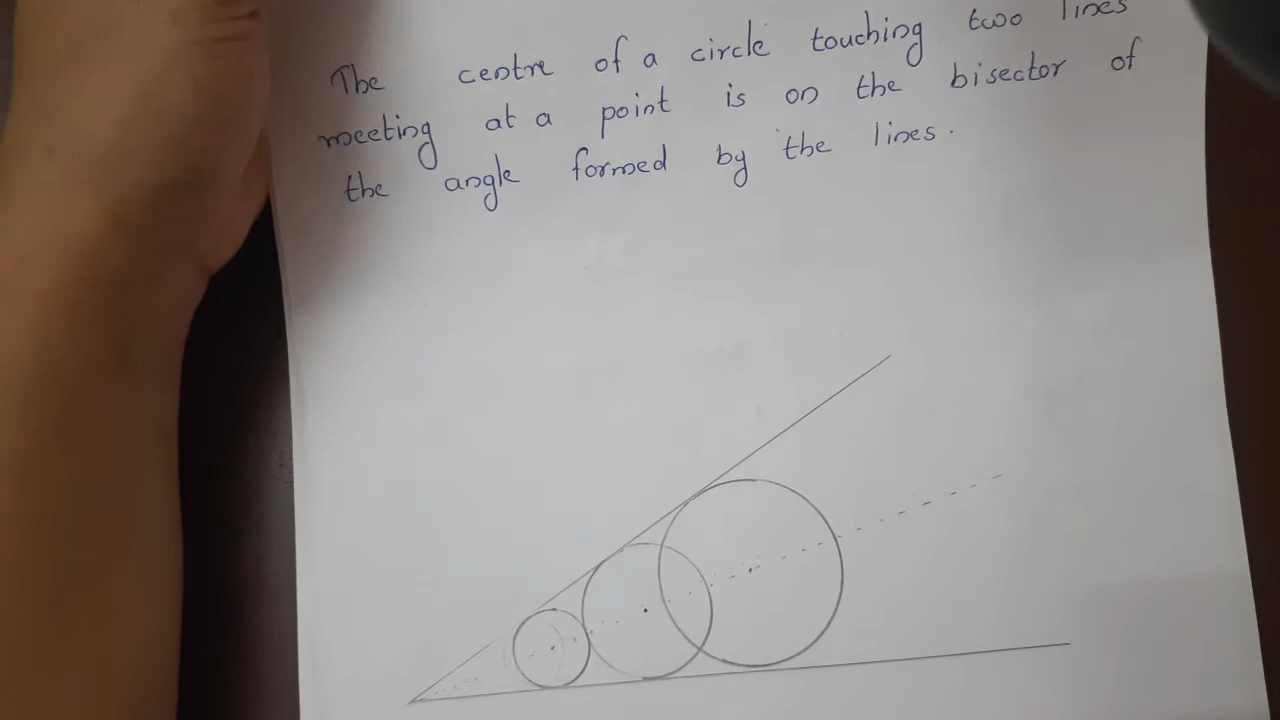 The centre of a circle touching two lines
meeting at a point is on the bisector of
the angle formed by the lines.